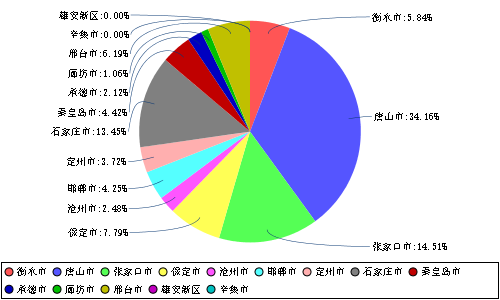 雄安新区:0.00%
辛集市:0.00%
邢台市:6.19%
廊坊市:1.06%
承德市:2.12%
秦皇岛市:4.42%
石家庄市:13.45%
定州市:3.72%
邯郸市:4.25%
沧州市:2.48%
保定市:7.79%
衡水市:5.84%
唐山市:34.16%
张家口市:14.51%
衡水市 唐山市 张家口市 保定市 沧州市 邯郸市 定州市 石家庄市 秦皇岛市
承德市 廊坊市 邢台市 雄安新区 辛集市